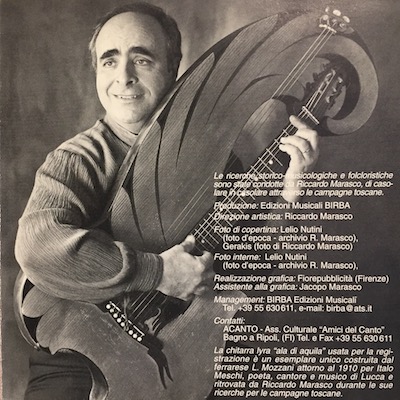 Le ricerche storico-musicologiche e folcloristiche
sono state condotte da Riccardo Marasco, di caso-
lare in casolare attraverso le campagne toscane.
Produzione: Edizioni Musicali BIRBA
Direzione artistica: Riccardo Marasco
Foto di copertina: Lelio Nutini
(foto d'epoca - archivio R. Marasco),
Gerakis (foto di Riccardo Marasco)
Foto interne: Lelio Nutini
(foto d'epoca - archivio R. Marasco),
Realizzazione grafica: Fiorepubblicità (Firenze)
Assistente alla grafica: Jacopo Marasco
Management: BIRBA Edizioni Musicali
Tel. +39 55 630611, e-mail: birba@ats.it
Contatti:
ACANTO - Ass. Culturale "Amici del Canto"
Bagno a Ripoli, (FI) Tel. e Fax +39 55 630611
La chitarra lyra "ala di aquila" usata per la regi-
strazione è un esemplare unico costruita dal
ferrarese L. Mozzani attorno al 1910 per Italo
Meschi, poeta, cantore e musico di Lucca e
ritrovata da Riccardo Marasco durante le sue
ricerche per le campagne toscane.